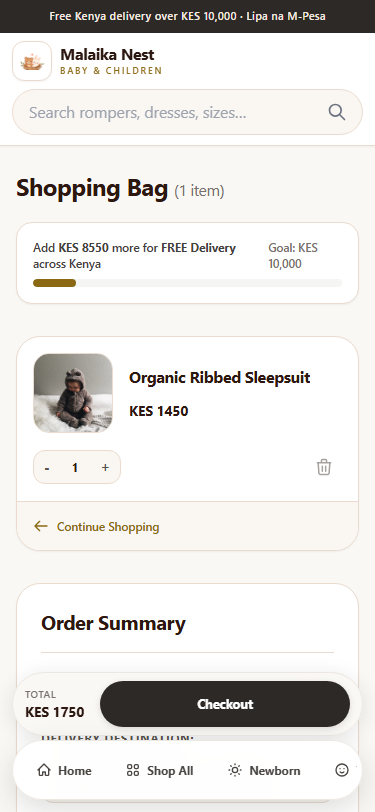 Free Kenya delivery over KES 10,000 · Lipa na M-Pesa
Malaika Nest
BABY & CHILDREN
Search rompers, dresses, sizes...
Shopping Bag (1 item)
Add KES 8550 more for FREE Delivery
across Kenya
Goal: KES
10,000
Organic Ribbed Sleepsuit
KES 1450
- 1 +
Continue Shopping
Order Summary
TOTAL
KES 1750
Checkout
DELIVERY DESTINATION:
Home
Shop All
Newborn